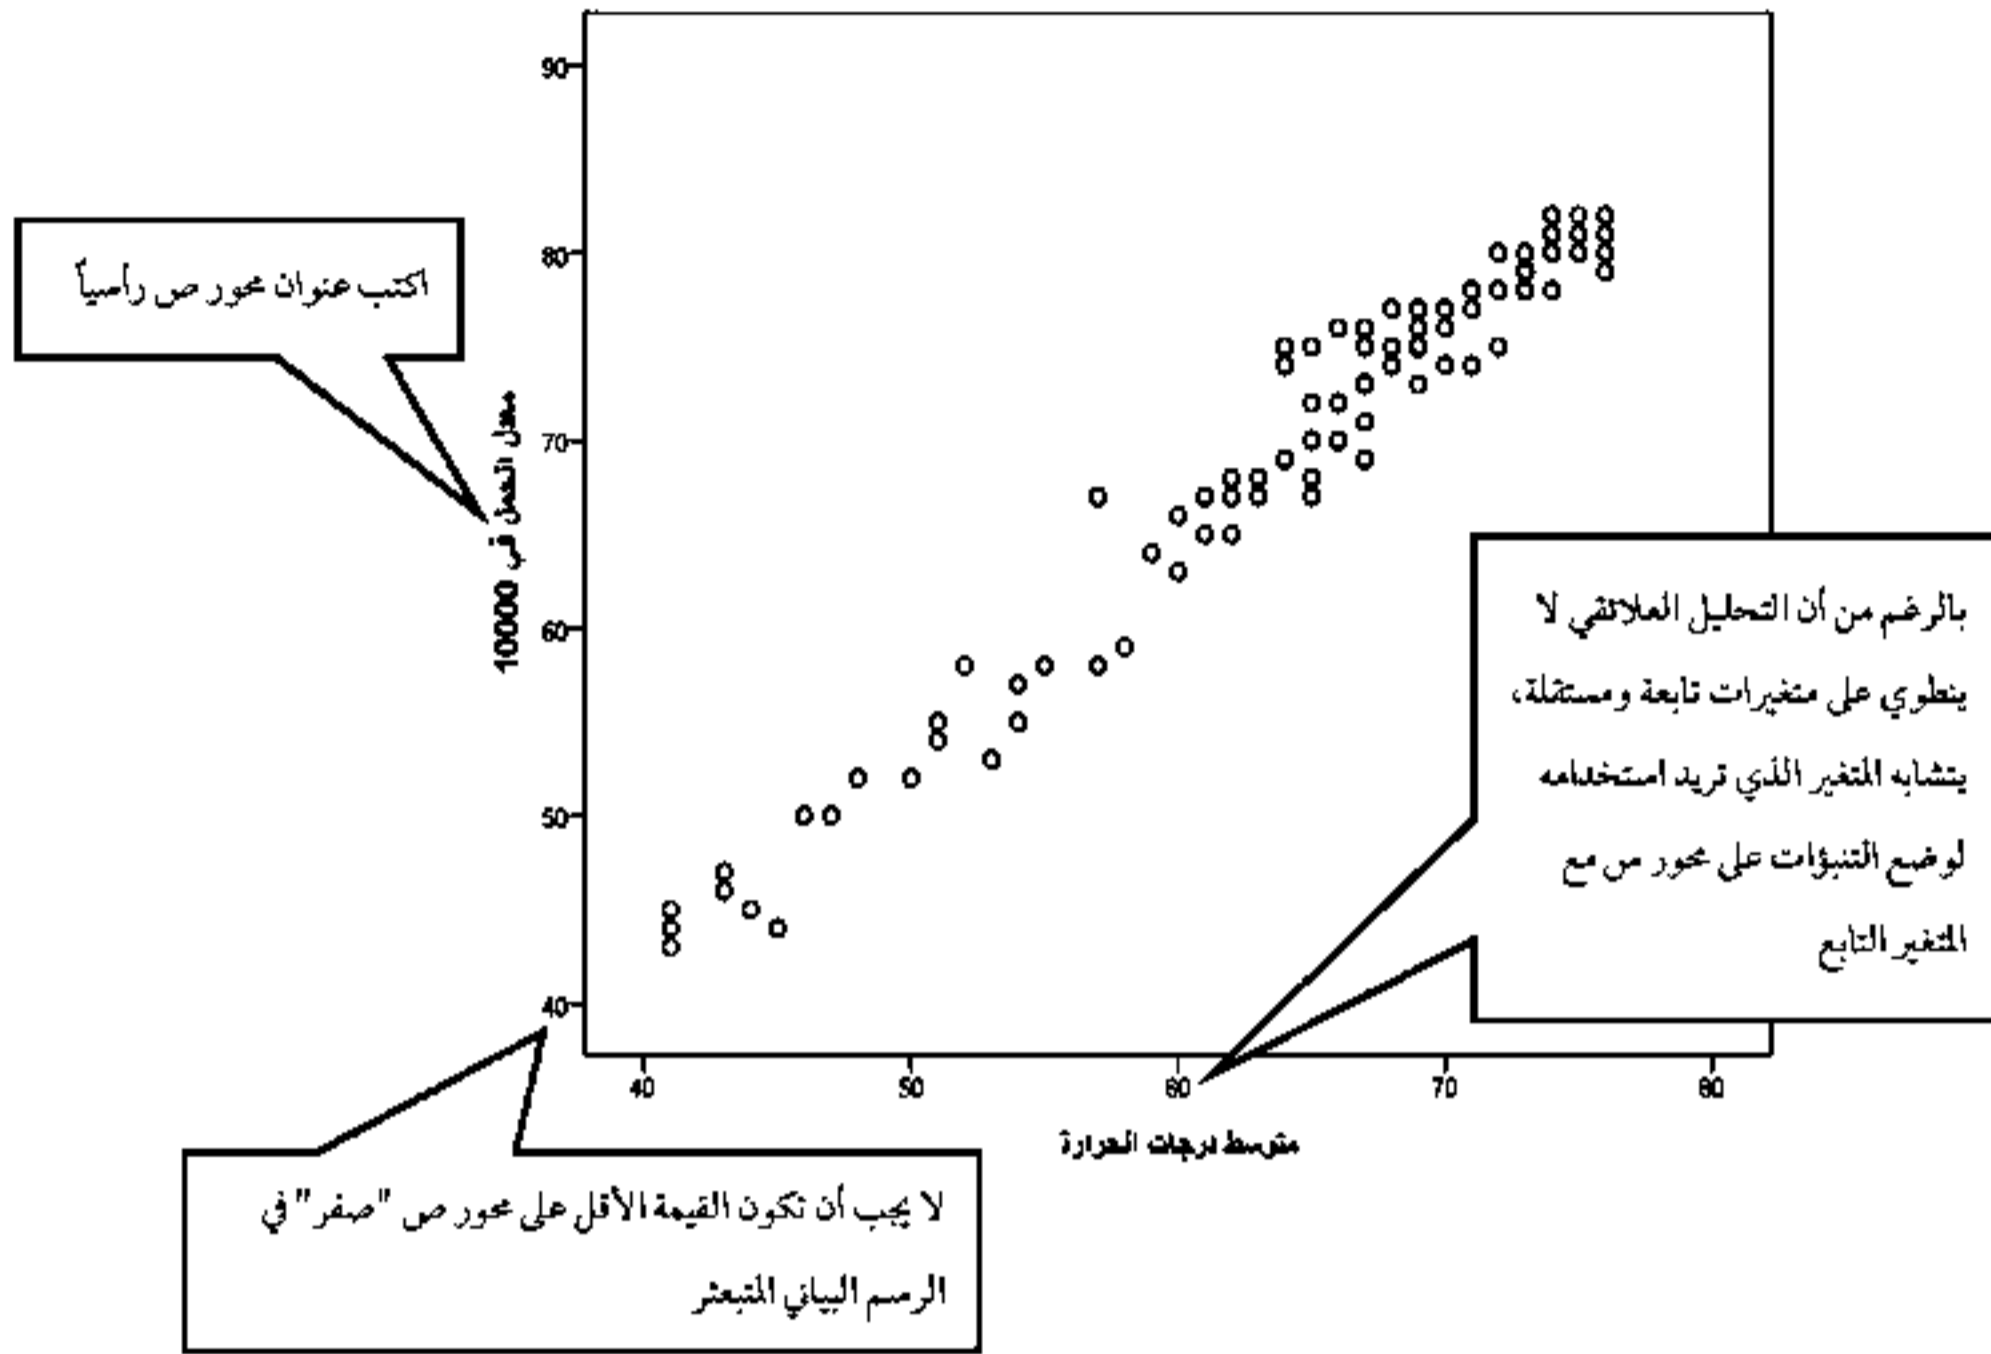 90
80
70
60
50
40
معدل الحمل في 10000
اكتب عنوان محور ص رأسياً
بالرغم من أن التحليل العلائقي لا
ينطوي على متغيرات تابعة ومستقلة،
يتشابه المتغير الذي تريد استخدامه
لوضع التنبؤات على محور س مع
المتغير التابع
40
50
60
70
80
متوسط درجات الحرارة
لا يجب أن تكون القيمة الأقل على محور ص "صفر" في
الرسم البياني المتبعثر